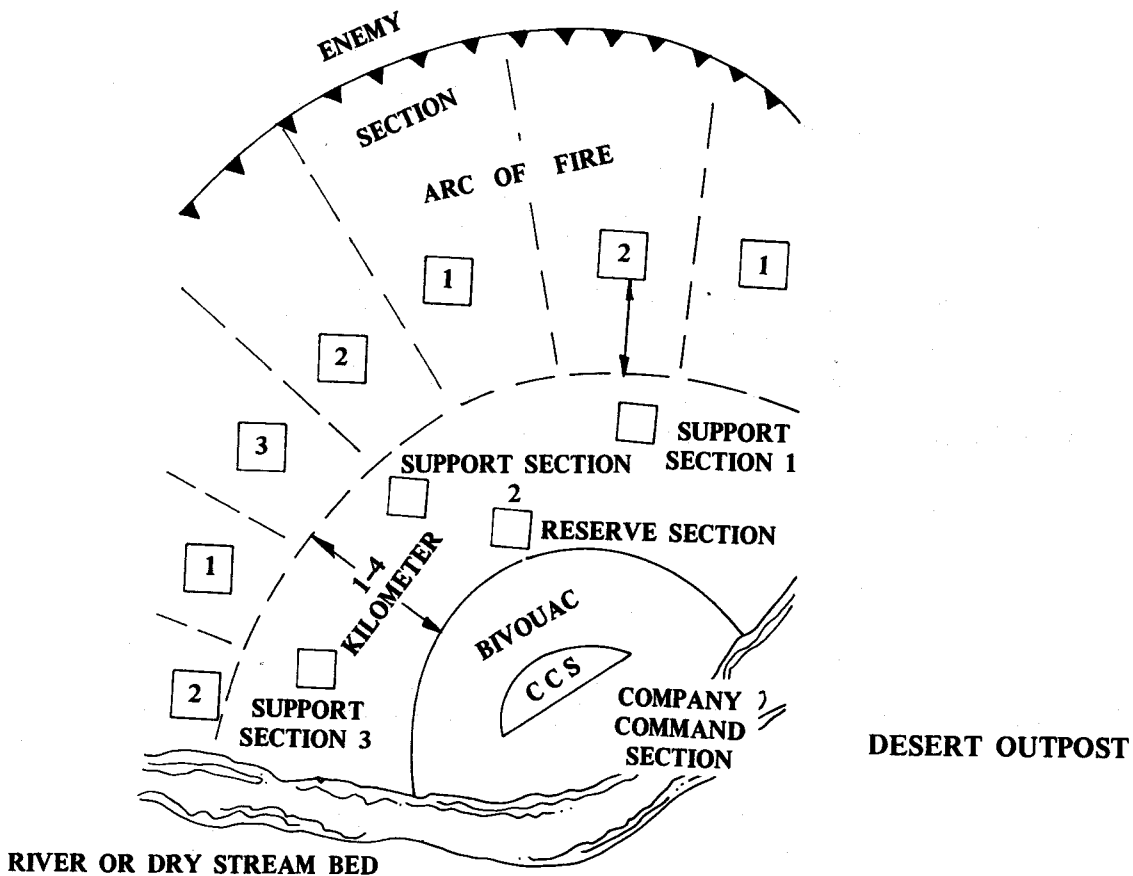 ENEMY
SECTION
ARC OF FIRE
1
2
1
2
3
SUPPORT
SECTION 1
SUPPORT SECTION
2
RESERVE SECTION
1
1-4
KILOMETER
BIVOUAC
CCS
2
SUPPORT
SECTION 3
COMPANY
COMMAND
SECTION
DESERT OUTPOST
RIVER OR DRY STREAM BED